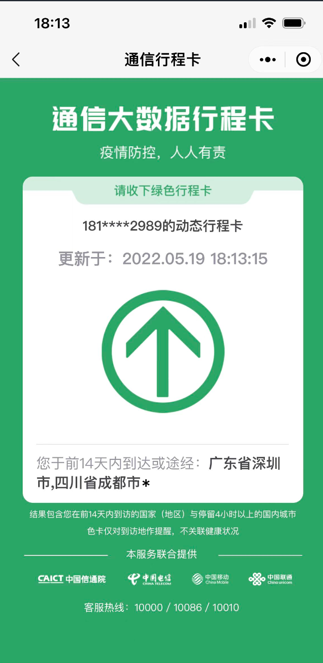 18:13
通信行程卡
通信大数据行程卡
疫情防控，人人有责
请收下绿色行程卡
181****2989的动态行程卡
更新于：2022.05.19 18:13:15
您于前14天内到达或途经：广东省深圳
市,四川省成都市*
结果包含您在前14天内到访的国家（地区）与停留4小时以上的国内城市
色卡仅对到访地作提醒，不关联健康状况
本服务联合提供
CAICT 中国信通院 中国电信 CHINA TELECOM 中国移动 China Mobile 中国联通 China unicom
客服热线：10000 / 10086 / 10010